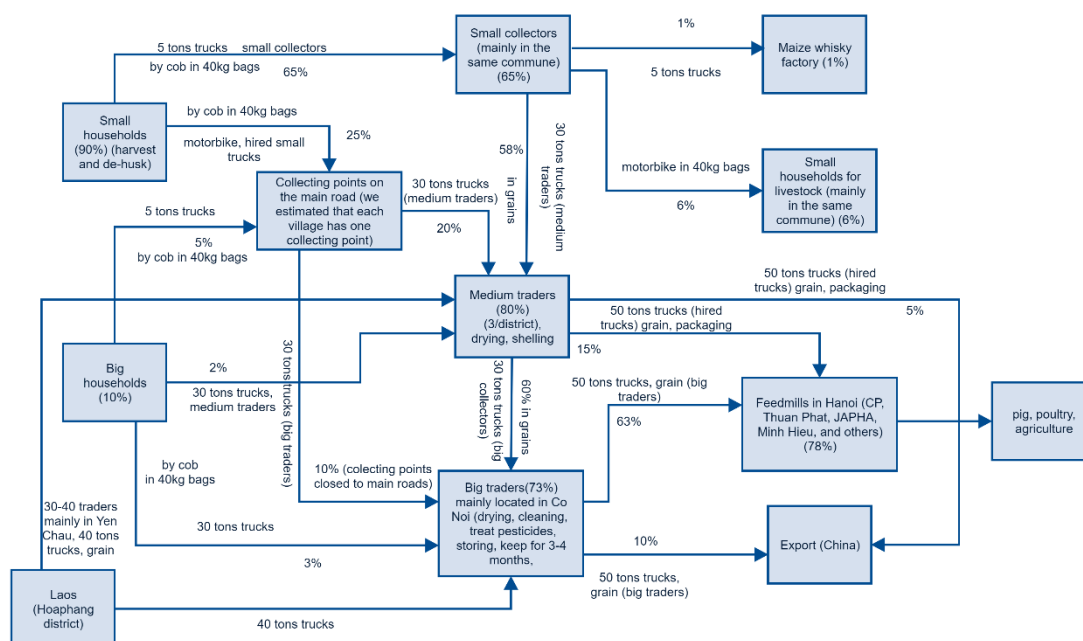 5 tons trucks small collectors
by cob in 40kg bags
65%
Small collectors
(mainly in the
same commune)
(65%)
1%
5 tons trucks
Maize whisky
factory (1%)
Small
households
(90%) (harvest
and de-husk)
by cob in 40kg bags
25%
motorbike, hired small
trucks
58%
in grains
30 tons trucks (medium
traders)
motorbike in 40kg bags
6%
Small
households for
livestock (mainly
in the same
commune) (6%)
Collecting points on
the main road (we
estimated that each
village has one
collecting point)
30 tons trucks
(medium traders)
20%
5 tons trucks
5%
by cob in 40kg bags
Medium traders
(80%)
(3/district),
drying, shelling
50 tons trucks (hired
trucks) grain, packaging
5%
50 tons trucks (hired
trucks) grain, packaging
15%
Big
households
(10%)
2%
30 tons trucks,
medium traders
30 tons trucks (big traders)
30 tons trucks (big
collectors)
60% in grains
50 tons trucks, grain (big
traders)
63%
Feedmills in Hanoi (CP,
Thuan Phat, JAPHA,
Minh Hieu, and others)
(78%)
pig, poultry,
agriculture
by cob
in 40kg bags
10% (colecting points
closed to main roads)
Big traders(73%)
mainly located in Co
Noi (drying, cleaning,
treat pesticides,
storing, keep for 3-4
months,
30-40 traders
mainly in Yen
Chau, 40 tons
trucks, grain
30 tons trucks
3%
10%
50 tons trucks,
grain (big traders)
Export (China)
Laos
(Hoaphang
district)
40 tons trucks